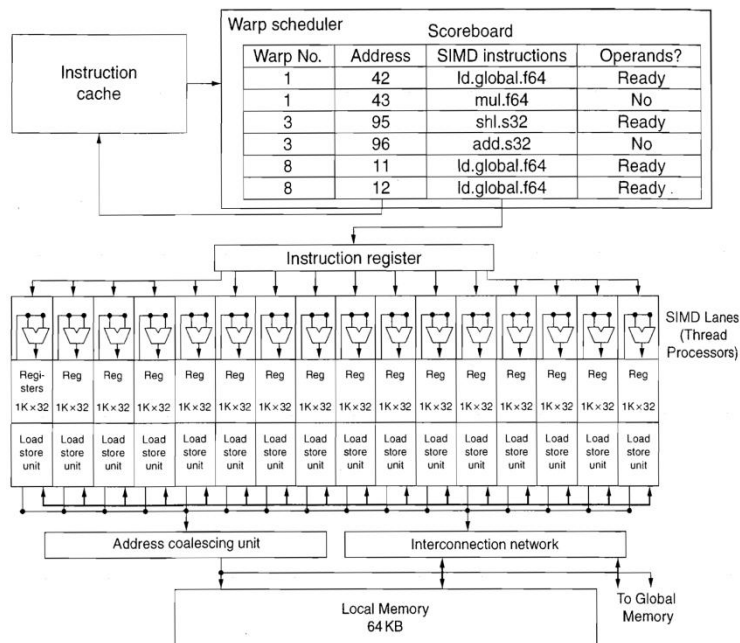 Warp scheduler
Scoreboard
Warp No. Address SIMD instructions Operands?
1 42 ld.global.f64 Ready
1 43 mul.f64 No
3 95 shl.s32 Ready
3 96 add.s32 No
8 11 ld.global.f64 Ready
8 12 ld.global.f64 Ready
Instruction
cache
Instruction register
SIMD Lanes
(Thread
Processors)
Regi-
sters
Reg Reg Reg Reg Reg Reg Reg Reg Reg Reg Reg Reg Reg Reg Reg
1K×32 1K×32 1K×32 1K×32 1K×32 1K×32 1K×32 1K×32 1K×32 1K×32 1K×32 1K×32 1K×32 1K×32 1K×32 1K×32
Load Load Load Load Load Load Load Load Load Load Load Load Load Load Load Load
store store store store store store store store store store store store store store store store
unit unit unit unit unit unit unit unit unit unit unit unit unit unit unit unit
Address coalescing unit
Interconnection network
Local Memory
64 KB
To Global
Memory